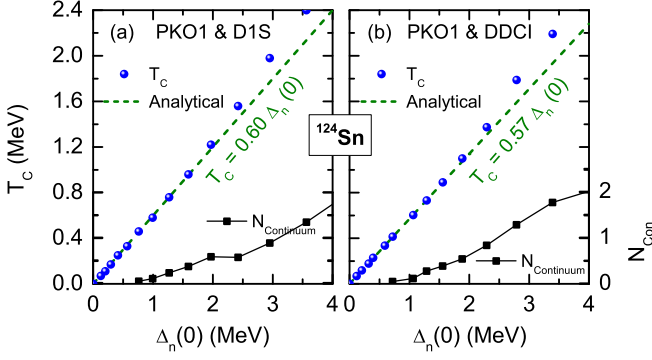 (a) PKO1 & D1S
T_C
Analytical
T_C = 0.60 Δ_n(0)
N_Continuum
2.4
2.0
1.6
1.2
0.8
0.4
0.0
T_C (MeV)
0 1 2 3 4
Δ_n(0) (MeV)
¹²⁴Sn
(b) PKO1 & DDCI
T_C
Analytical
T_C = 0.57 Δ_n(0)
N_Continuum
2
1
0
N_Con
0 1 2 3 4
Δ_n(0) (MeV)